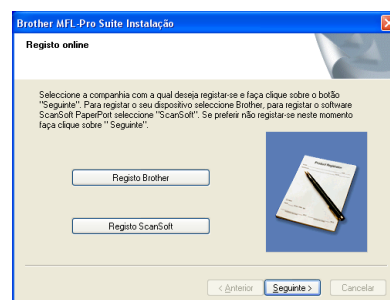 Brother MFL-Pro Suite Instalação
Registo online
Seleccione a companhia com a qual deseja registar-se e faça clique sobre o botão
"Seguinte". Para registar o seu dispositivo seleccione Brother, para registar o software
ScanSoft PaperPort seleccione "ScanSoft". Se preferir não registar-se neste momento
faça clique sobre " Seguinte".
Product Registration
Registo Brother
Registo ScanSoft
< Anterior
Seguinte >
Cancelar